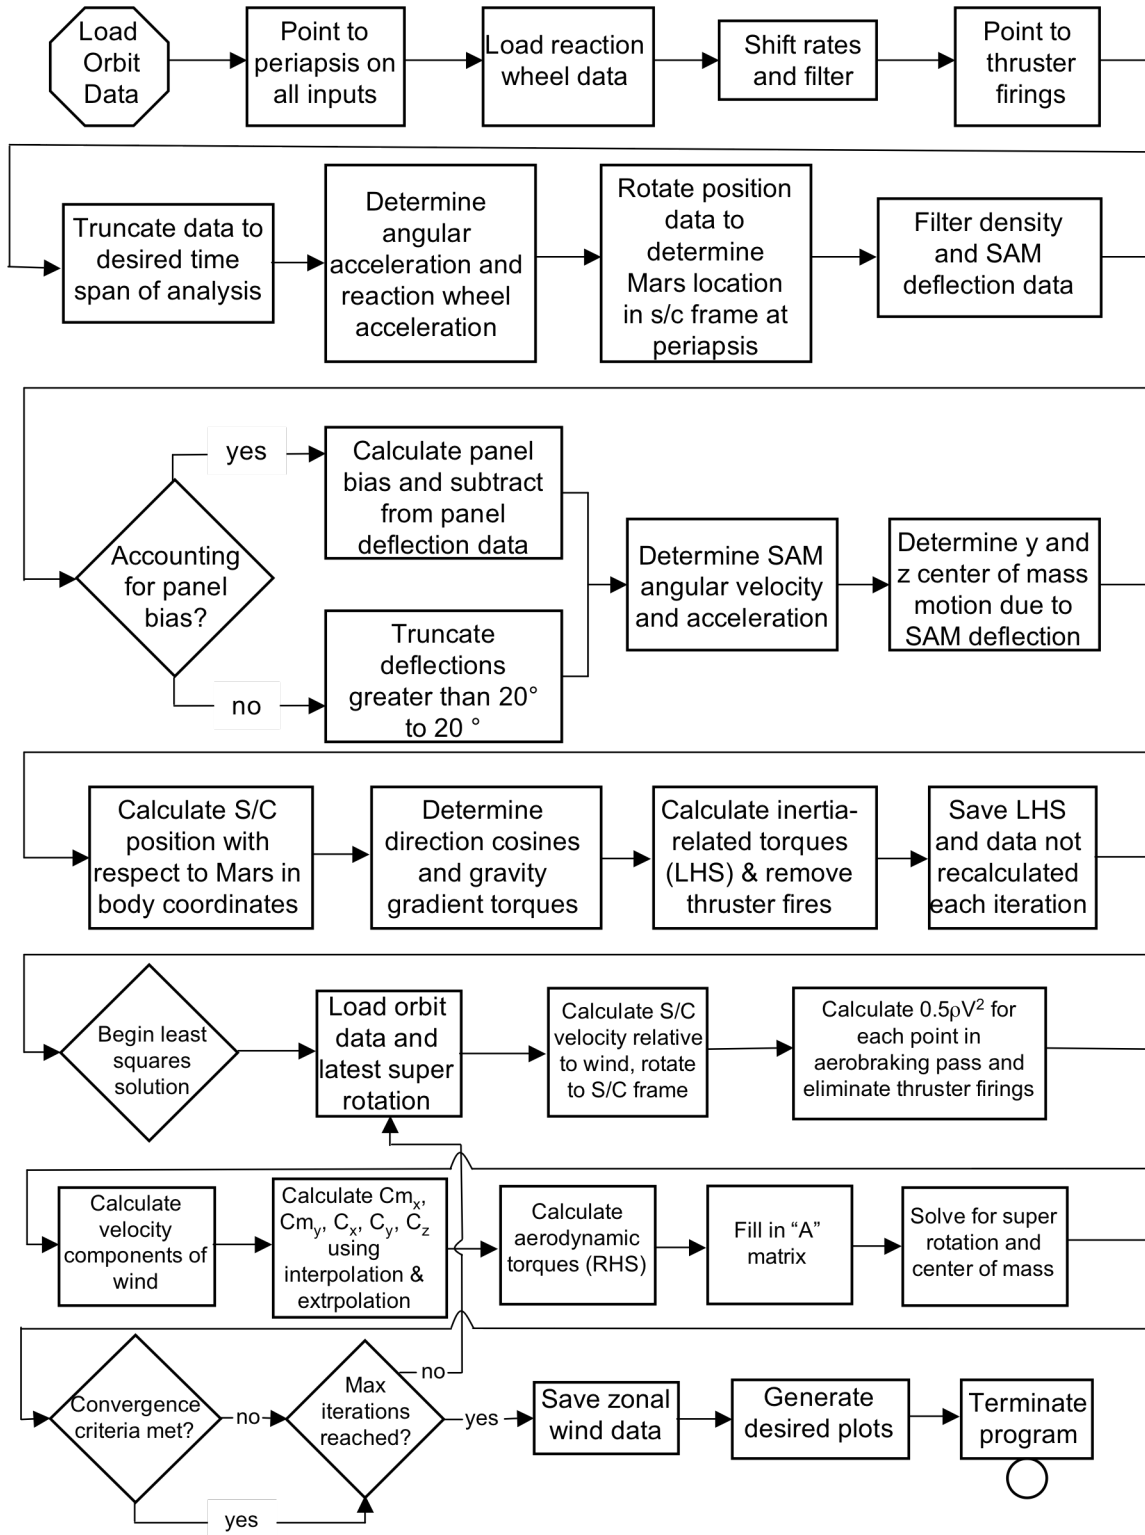 Load
Orbit
Data
Point to
periapsis on
all inputs
Load reaction
wheel data
Shift rates
and filter
Point to
thruster
firings
Truncate data to
desired time
span of analysis
Determine
angular
acceleration and
reaction wheel
acceleration
Rotate position
data to
determine
Mars location
in s/c frame at
periapsis
Filter density
and SAM
deflection data
Accounting
for panel
bias?
yes
Calculate panel
bias and subtract
from panel
deflection data
no
Truncate
deflections
greater than 20°
to 20 °
Determine SAM
angular velocity
and acceleration
Determine y and
z center of mass
motion due to
SAM deflection
Calculate S/C
position with
respect to Mars in
body coordinates
Determine
direction cosines
and gravity
gradient torques
Calculate inertia-
related torques
(LHS) & remove
thruster fires
Save LHS
and data not
recalculated
each iteration
Begin least
squares
solution
Load orbit
data and
latest super
rotation
Calculate S/C
velocity relative
to wind, rotate
to S/C frame
Calculate 0.5ρV² for
each point in
aerobraking pass and
eliminate thruster firings
Calculate
velocity
components of
wind
Calculate Cmx,
Cmy, Cx, Cy, Cz
using
interpolation &
extrpolation
Calculate
aerodynamic
torques (RHS)
Fill in “A”
matrix
Solve for super
rotation and
center of mass
Convergence
criteria met?
no
yes
Max
iterations
reached?
no
yes
Save zonal
wind data
Generate
desired plots
Terminate
program